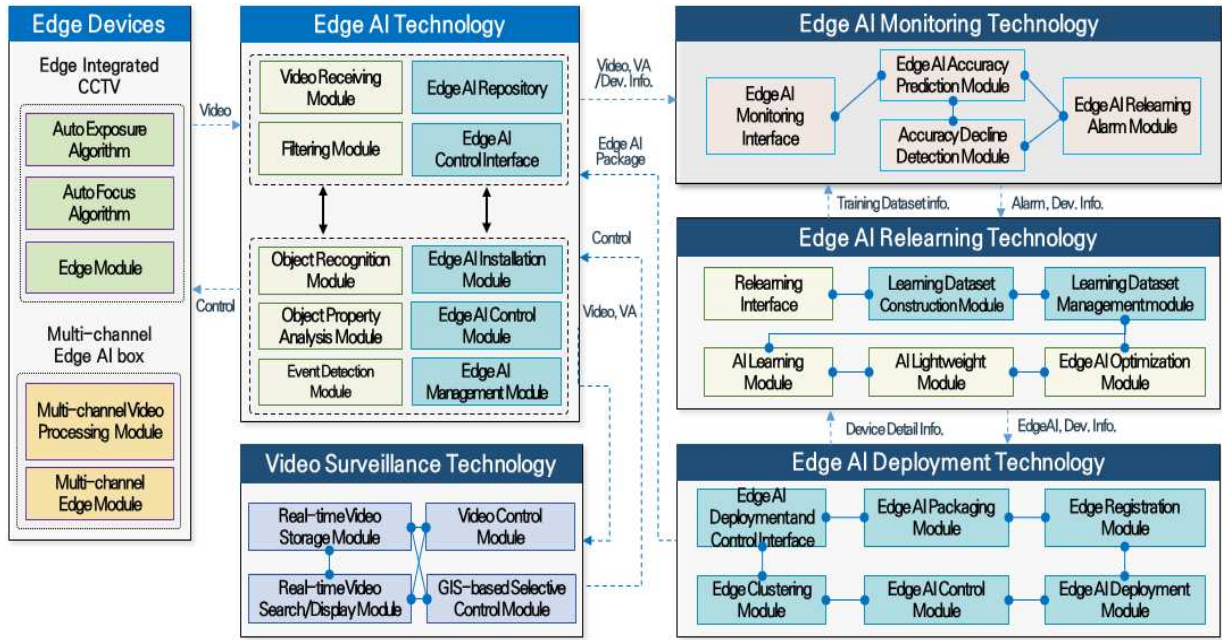 Edge Devices
Edge Integrated
CCTV
Auto Exposure
Algorithm
Auto Focus
Algorithm
Edge Module
Multi-channel
Edge AI box
Multi-channel Video
Processing Module
Multi-channel
Edge Module
Video
Control
Edge AI Technology
Video Receiving
Module
Edge AI Repository
Filtering Module
Edge AI
Control Interface
Object Recognition
Module
Edge AI Installation
Module
Object Property
Analysis Module
Edge AI Control
Module
Event Detection
Module
Edge AI
Management Module
Video, VA
/Dev. Info.
Edge AI
Package
Control
Video, VA
Video Surveillance Technology
Real-time Video
Storage Module
Video Control
Module
Real-time Video
Search/Display Module
GIS-based Selective
Control Module
Edge AI Monitoring Technology
Edge AI
Monitoring
Interface
Edge AI Accuracy
Prediction Module
Accuracy Decline
Detection Module
Edge AI Relearning
Alarm Module
Training Dataset info.
Alarm, Dev. Info.
Edge AI Relearning Technology
Relearning
Interface
Learning Dataset
Construction Module
Learning Dataset
Management module
AI Learning
Module
AI Lightweight
Module
Edge AI Optimization
Module
Device Detail Info.
EdgeAI, Dev. Info.
Edge AI Deployment Technology
Edge AI
Deployment and
Control Interface
Edge AI Packaging
Module
Edge Registration
Module
Edge Clustering
Module
Edge AI Control
Module
Edge AI Deployment
Module